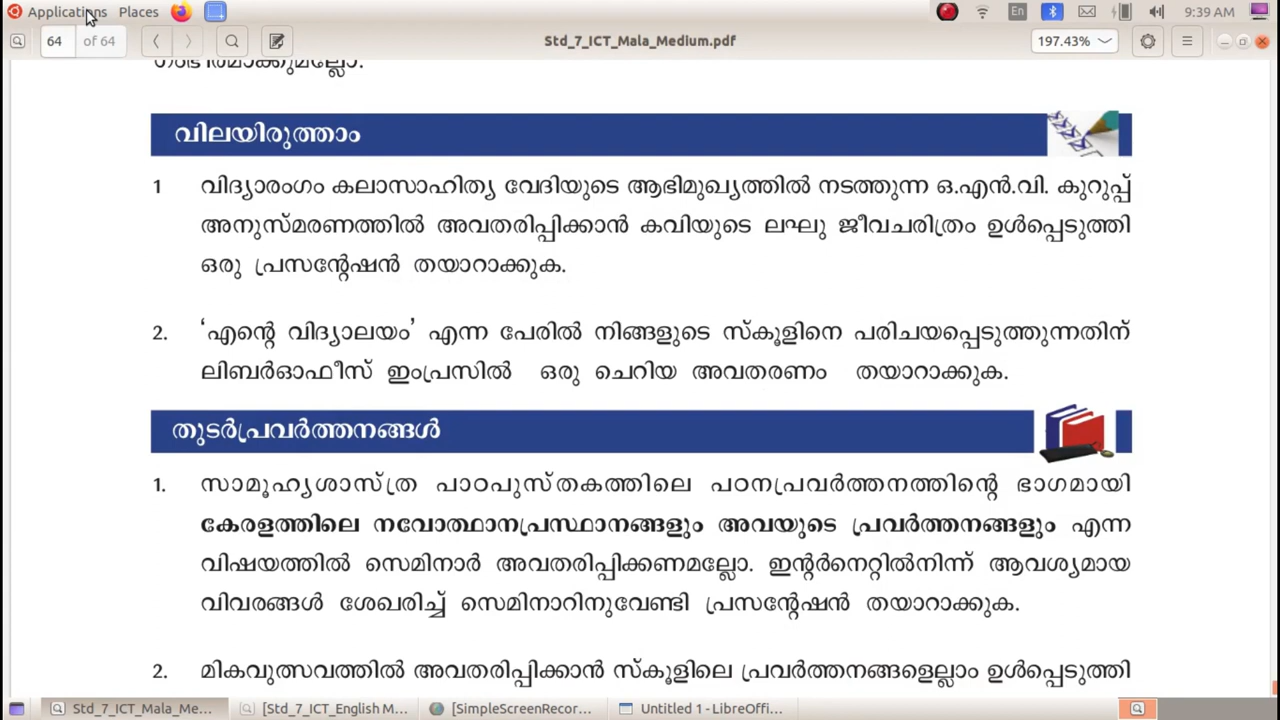 Applications Places En 9:39 AM
64 of 64 Std_7_ICT_Mala_Medium.pdf 197.43%
ഗംഭീരമാക്കുമല്ലോ.
വിലയിരുത്താം
1 വിദ്യാരംഗം കലാസാഹിത്യ വേദിയുടെ ആഭിമുഖ്യത്തിൽ നടത്തുന്ന ഒ.എൻ.വി. കുറുപ്പ്
അനുസ്മരണത്തിൽ അവതരിപ്പിക്കാൻ കവിയുടെ ലഘു ജീവചരിത്രം ഉൾപ്പെടുത്തി
ഒരു പ്രസന്റേഷൻ തയാറാക്കുക.
2. ‘എന്റെ വിദ്യാലയം’ എന്ന പേരിൽ നിങ്ങളുടെ സ്കൂളിനെ പരിചയപ്പെടുത്തുന്നതിന്
ലിബർഓഫീസ് ഇംപ്രസിൽ ഒരു ചെറിയ അവതരണം തയാറാക്കുക.
തുടർപ്രവർത്തനങ്ങൾ
1. സാമൂഹ്യശാസ്ത്ര പാഠപുസ്തകത്തിലെ പഠനപ്രവർത്തനത്തിന്റെ ഭാഗമായി
കേരളത്തിലെ നവോത്ഥാനപ്രസ്ഥാനങ്ങളും അവയുടെ പ്രവർത്തനങ്ങളും എന്ന
വിഷയത്തിൽ സെമിനാർ അവതരിപ്പിക്കണമല്ലോ. ഇന്റർനെറ്റിൽനിന്ന് ആവശ്യമായ
വിവരങ്ങൾ ശേഖരിച്ച് സെമിനാറിനുവേണ്ടി പ്രസന്റേഷൻ തയാറാക്കുക.
2. മികവുത്സവത്തിൽ അവതരിപ്പിക്കാൻ സ്കൂളിലെ പ്രവർത്തനങ്ങളെല്ലാം ഉൾപ്പെടുത്തി
Std_7_ICT_Mala_Me... [Std_7_ICT_English M... [SimpleScreenRecor... Untitled 1 - LibreOffi...